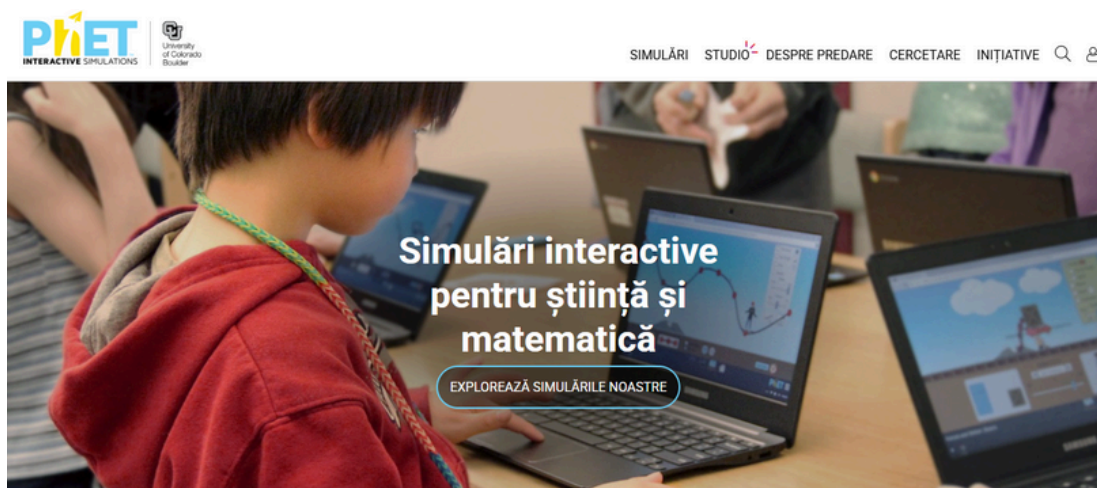 PhET
INTERACTIVE SIMULATIONS
University
of Colorado
Boulder
SIMULĂRI STUDIO DESPRE PREDARE CERCETARE INIȚIATIVE
Simulări interactive
pentru știință și
matematică
EXPLOREAZĂ SIMULĂRILE NOASTRE
SAMSUNG